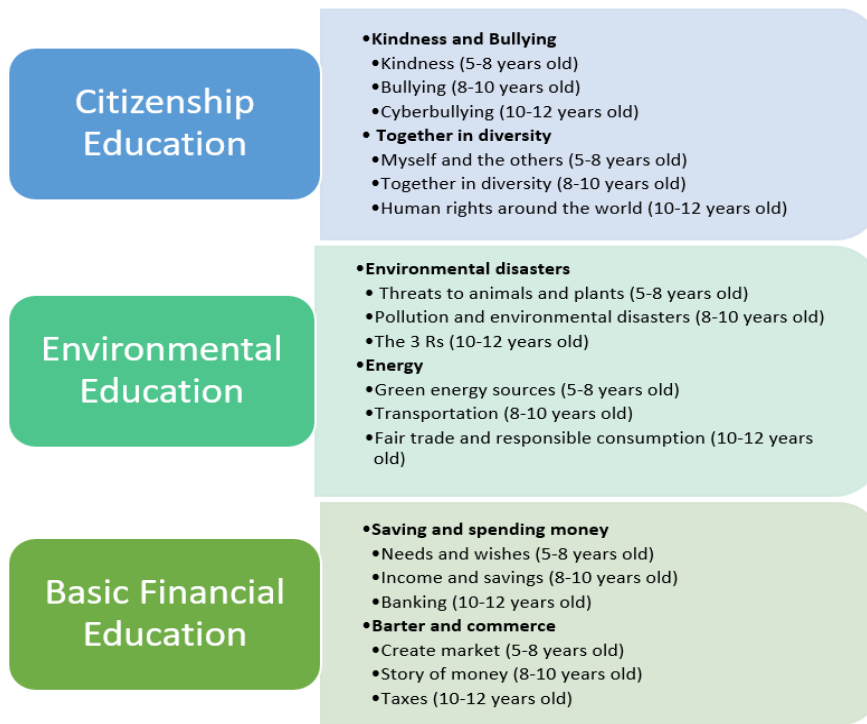 Citizenship
Education
•Kindness and Bullying
•Kindness (5-8 years old)
•Bullying (8-10 years old)
•Cyberbullying (10-12 years old)
• Together in diversity
•Myself and the others (5-8 years old)
•Together in diversity (8-10 years old)
•Human rights around the world (10-12 years old)
Environmental
Education
•Environmental disasters
• Threats to animals and plants (5-8 years old)
•Pollution and environmental disasters (8-10 years old)
•The 3 Rs (10-12 years old)
•Energy
•Green energy sources (5-8 years old)
•Transportation (8-10 years old)
•Fair trade and responsible consumption (10-12 years
old)
Basic Financial
Education
•Saving and spending money
•Needs and wishes (5-8 years old)
•Income and savings (8-10 years old)
•Banking (10-12 years old)
•Barter and commerce
•Create market (5-8 years old)
•Story of money (8-10 years old)
•Taxes (10-12 years old)